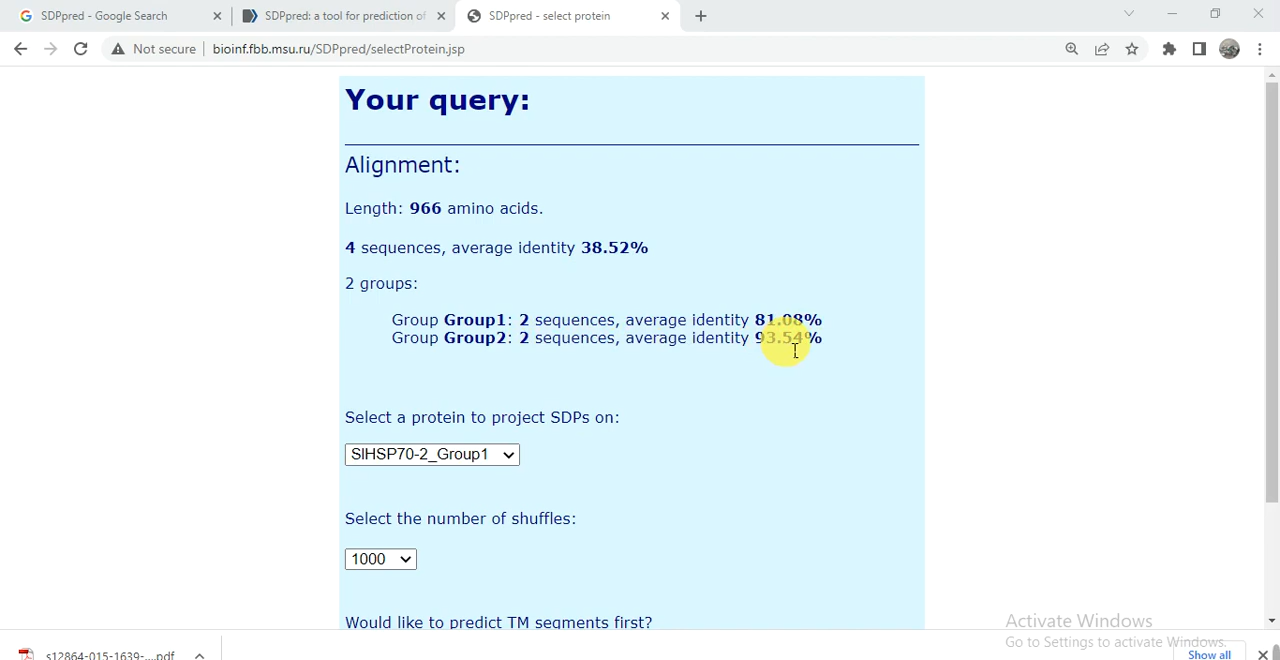 SDPpred - Google Search
SDPpred: a tool for prediction of
SDPpred - select protein
Not secure
bioinf.fbb.msu.ru/SDPpred/selectProtein.jsp
Your query:
Alignment:
Length: 966 amino acids.
4 sequences, average identity 38.52%
2 groups:
Group Group1: 2 sequences, average identity 81.08%
Group Group2: 2 sequences, average identity 93.54%
Select a protein to project SDPs on:
SlHSP70-2_Group1
Select the number of shuffles:
1000
Would like to predict TM segments first?
Activate Windows
Go to Settings to activate Windows.
s12864-015-1639-....pdf
Show all